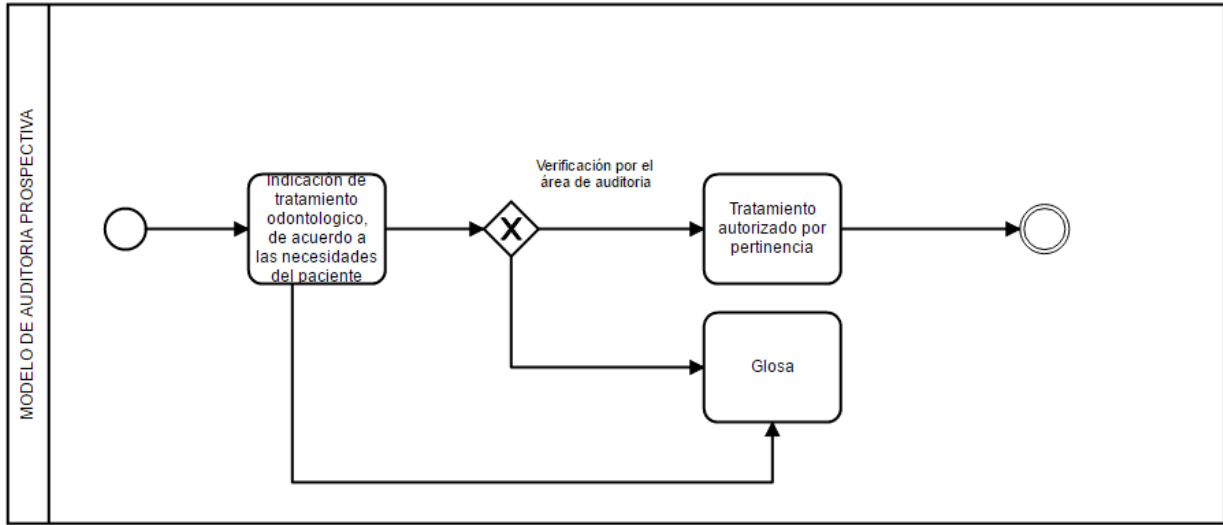 MODELO DE AUDITORIA PROSPECTIVA
Indicación de
tratamiento
odontologico,
de acuerdo a
las necesidades
del paciente
Verificación por el
área de auditoria
Tratamiento
autorizado por
pertinencia
Glosa